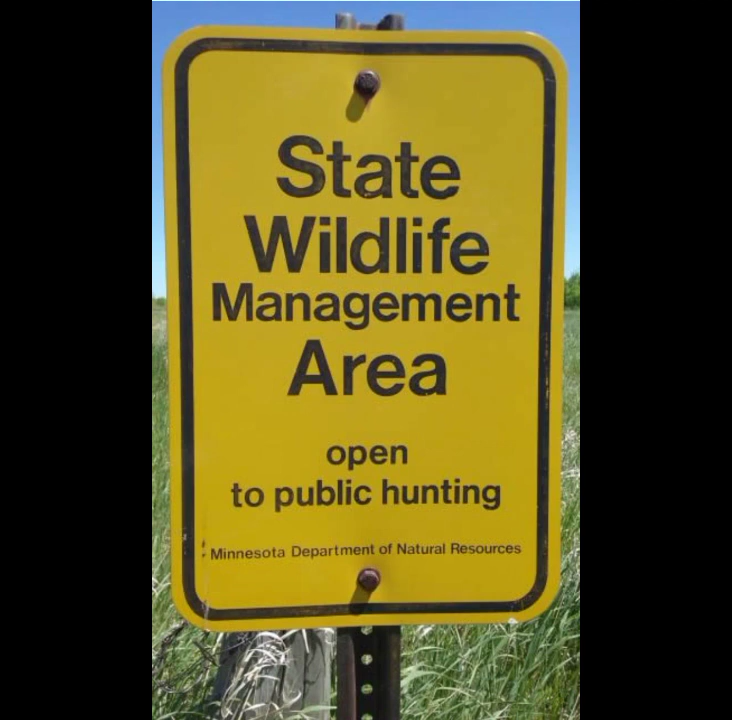 State
Wildlife
Management
Area
open
to public hunting
Minnesota Department of Natural Resources